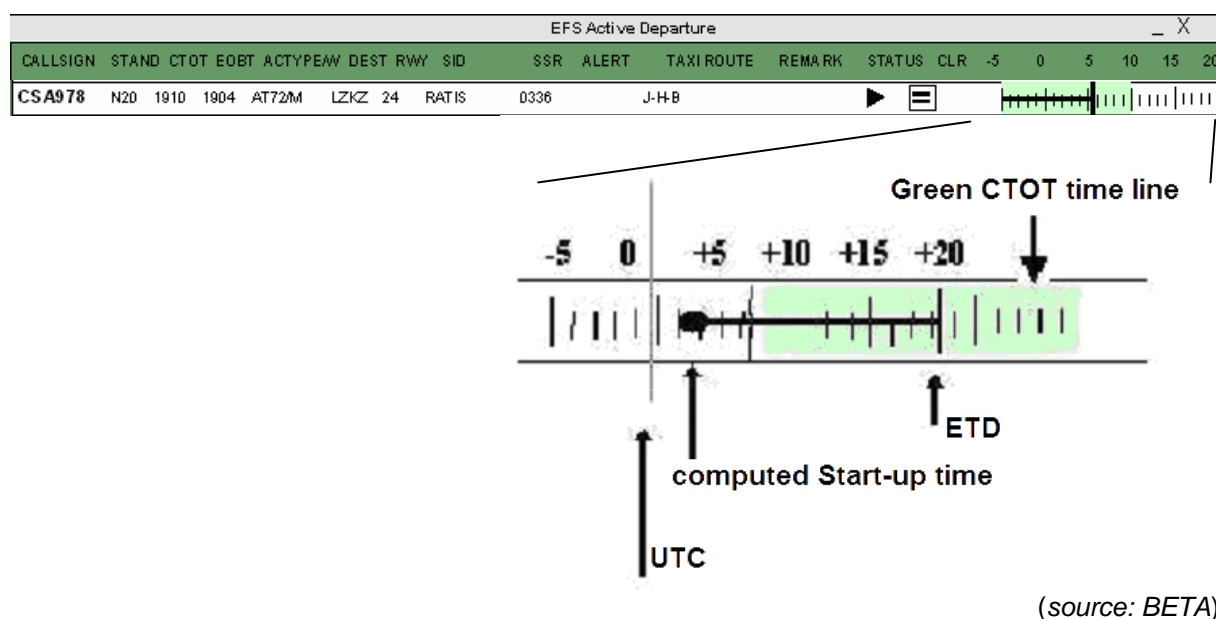 EFS Active Departure _ X
CALLSIGN STAND CTOT EOBT ACTYPE/W DEST RWY SID SSR ALERT TAXI ROUTE REMARK STATUS CLR -5 0 5 10 15 20
CSA978 N20 1910 1904 AT72/M LZKZ 24 RATIS 0336 J-H-B
Green CTOT time line
-5 0 +5 +10 +15 +20
ETD
computed Start-up time
UTC
(source: BETA)